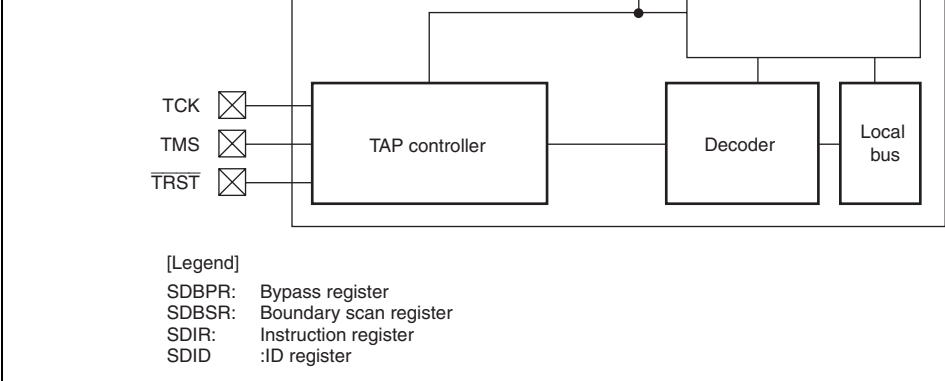 TCK
TMS
TRST
TAP controller
Decoder
Local
bus
[Legend]
SDBPR: Bypass register
SDBSR: Boundary scan register
SDIR: Instruction register
SDID :ID register